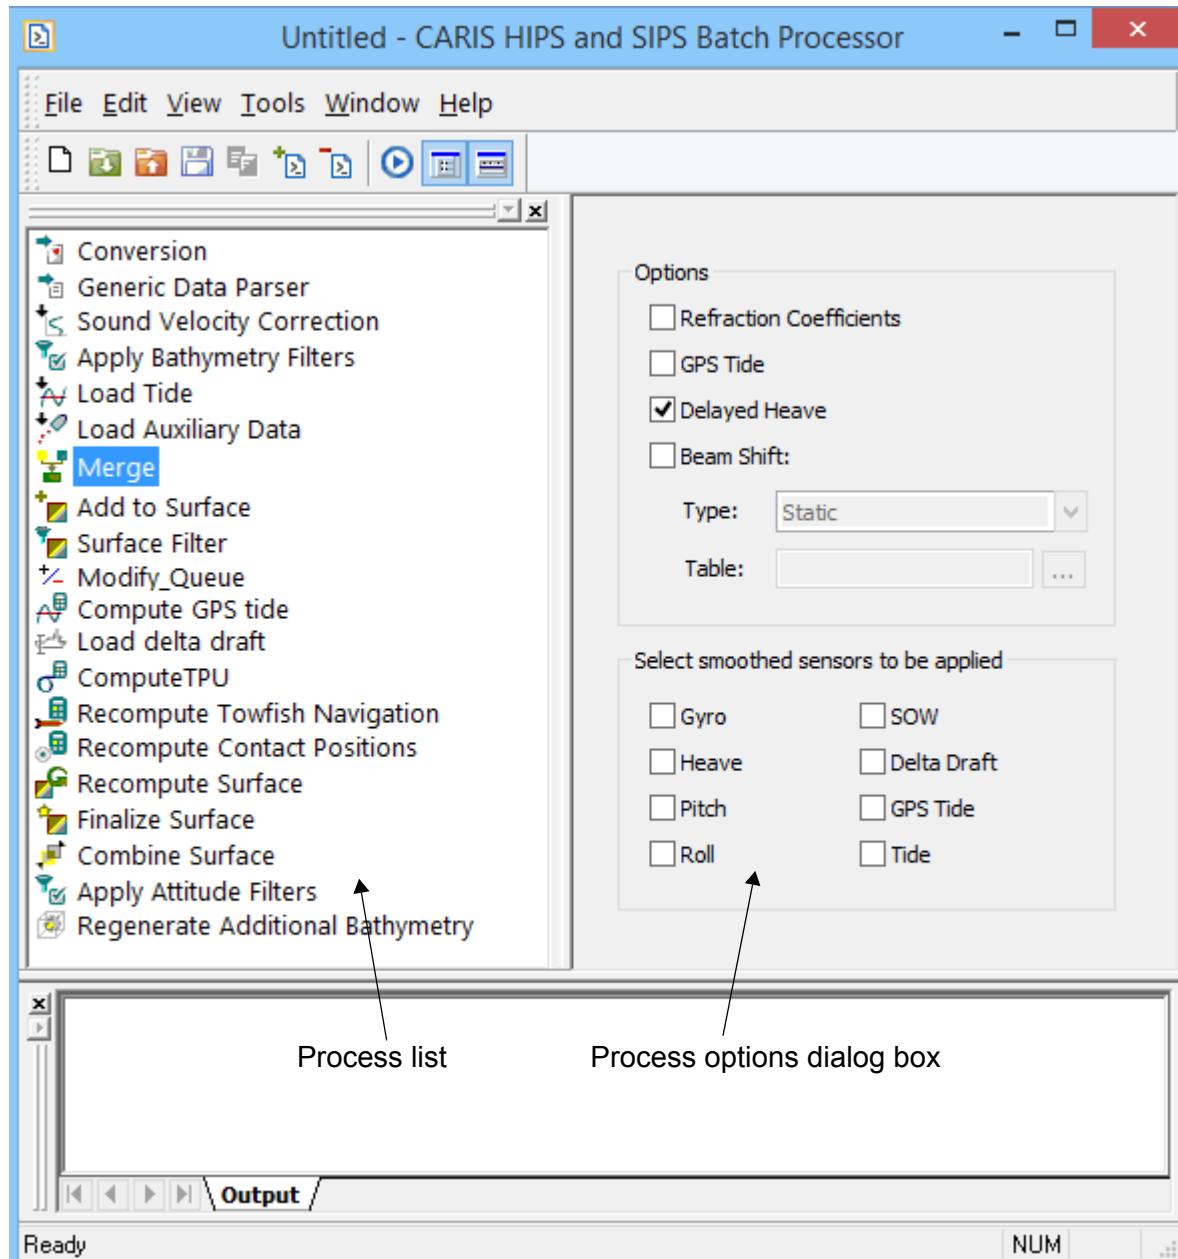 Untitled - CARIS HIPS and SIPS Batch Processor
File Edit View Tools Window Help
Conversion
Generic Data Parser
Sound Velocity Correction
Apply Bathymetry Filters
Load Tide
Load Auxiliary Data
Merge
Add to Surface
Surface Filter
Modify_Queue
Compute GPS tide
Load delta draft
ComputeTPU
Recompute Towfish Navigation
Recompute Contact Positions
Recompute Surface
Finalize Surface
Combine Surface
Apply Attitude Filters
Regenerate Additional Bathymetry
Options
Refraction Coefficients
GPS Tide
Delayed Heave
Beam Shift:
Type: Static
Table: ...
Select smoothed sensors to be applied
Gyro SOW
Heave Delta Draft
Pitch GPS Tide
Roll Tide
Process list Process options dialog box
Output
Ready NUM